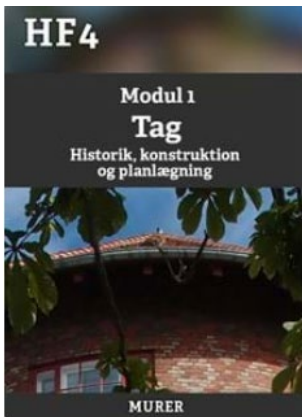 HF4
Modul 1
Tag
Historik, konstruktion
og planlægning
MURER